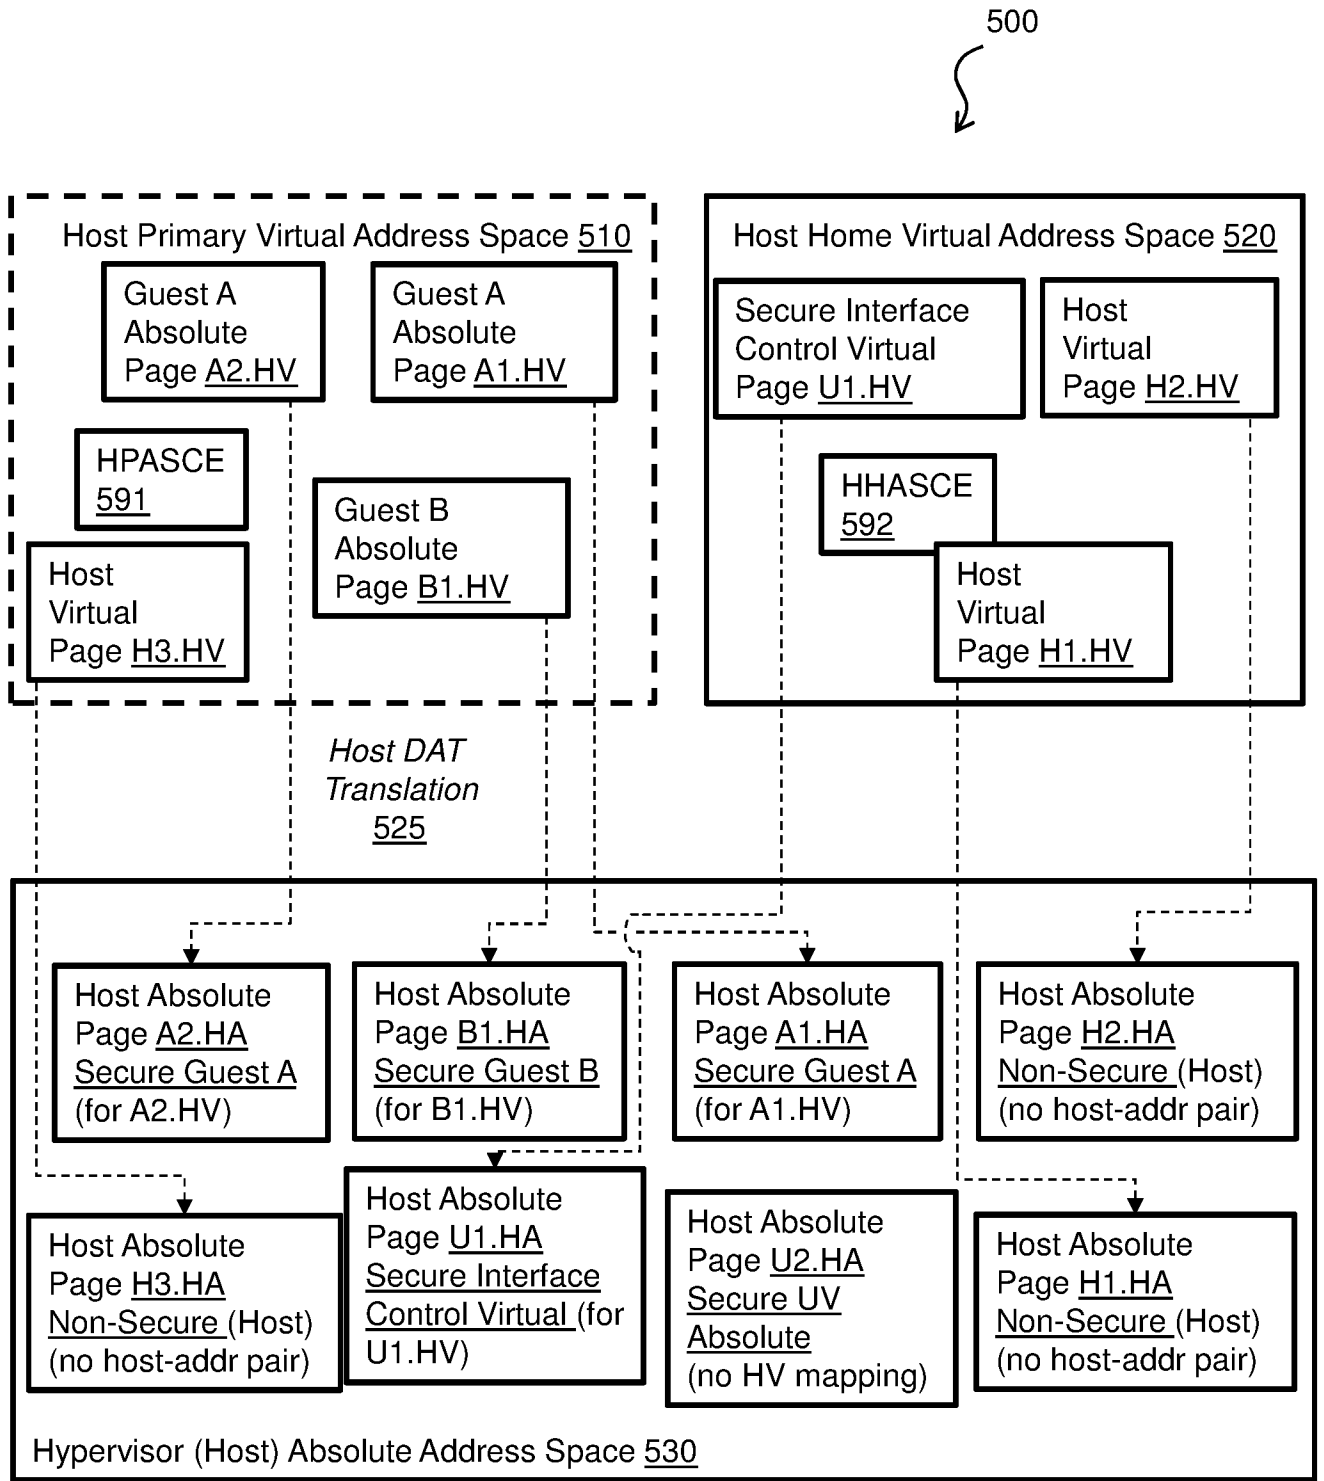 500
Host Primary Virtual Address Space 510
Guest A
Absolute
Page A2.HV
Guest A
Absolute
Page A1.HV
HPASCE
591
Guest B
Absolute
Page B1.HV
Host
Virtual
Page H3.HV
Host Home Virtual Address Space 520
Secure Interface
Control Virtual
Page U1.HV
Host
Virtual
Page H2.HV
HHASCE
592
Host
Virtual
Page H1.HV
Host DAT
Translation
525
Host Absolute
Page A2.HA
Secure Guest A
(for A2.HV)
Host Absolute
Page B1.HA
Secure Guest B
(for B1.HV)
Host Absolute
Page A1.HA
Secure Guest A
(for A1.HV)
Host Absolute
Page H2.HA
Non-Secure (Host)
(no host-addr pair)
Host Absolute
Page H3.HA
Non-Secure (Host)
(no host-addr pair)
Host Absolute
Page U1.HA
Secure Interface
Control Virtual (for
U1.HV)
Host Absolute
Page U2.HA
Secure UV
Absolute
(no HV mapping)
Host Absolute
Page H1.HA
Non-Secure (Host)
(no host-addr pair)
Hypervisor (Host) Absolute Address Space 530